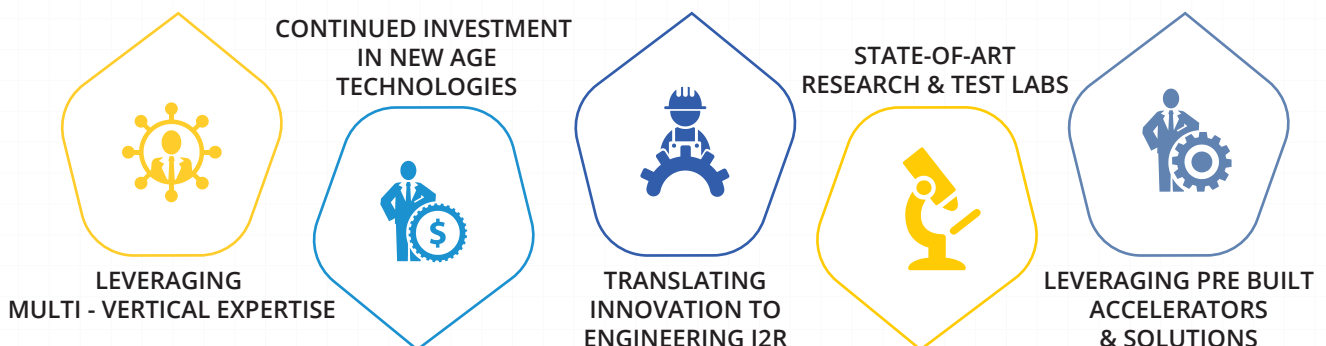 LEVERAGING
MULTI - VERTICAL EXPERTISE
CONTINUED INVESTMENT
IN NEW AGE
TECHNOLOGIES
$
TRANSLATING
INNOVATION TO
ENGINEERING I2R
STATE-OF-ART
RESEARCH & TEST LABS
LEVERAGING PRE BUILT
ACCELERATORS
& SOLUTIONS